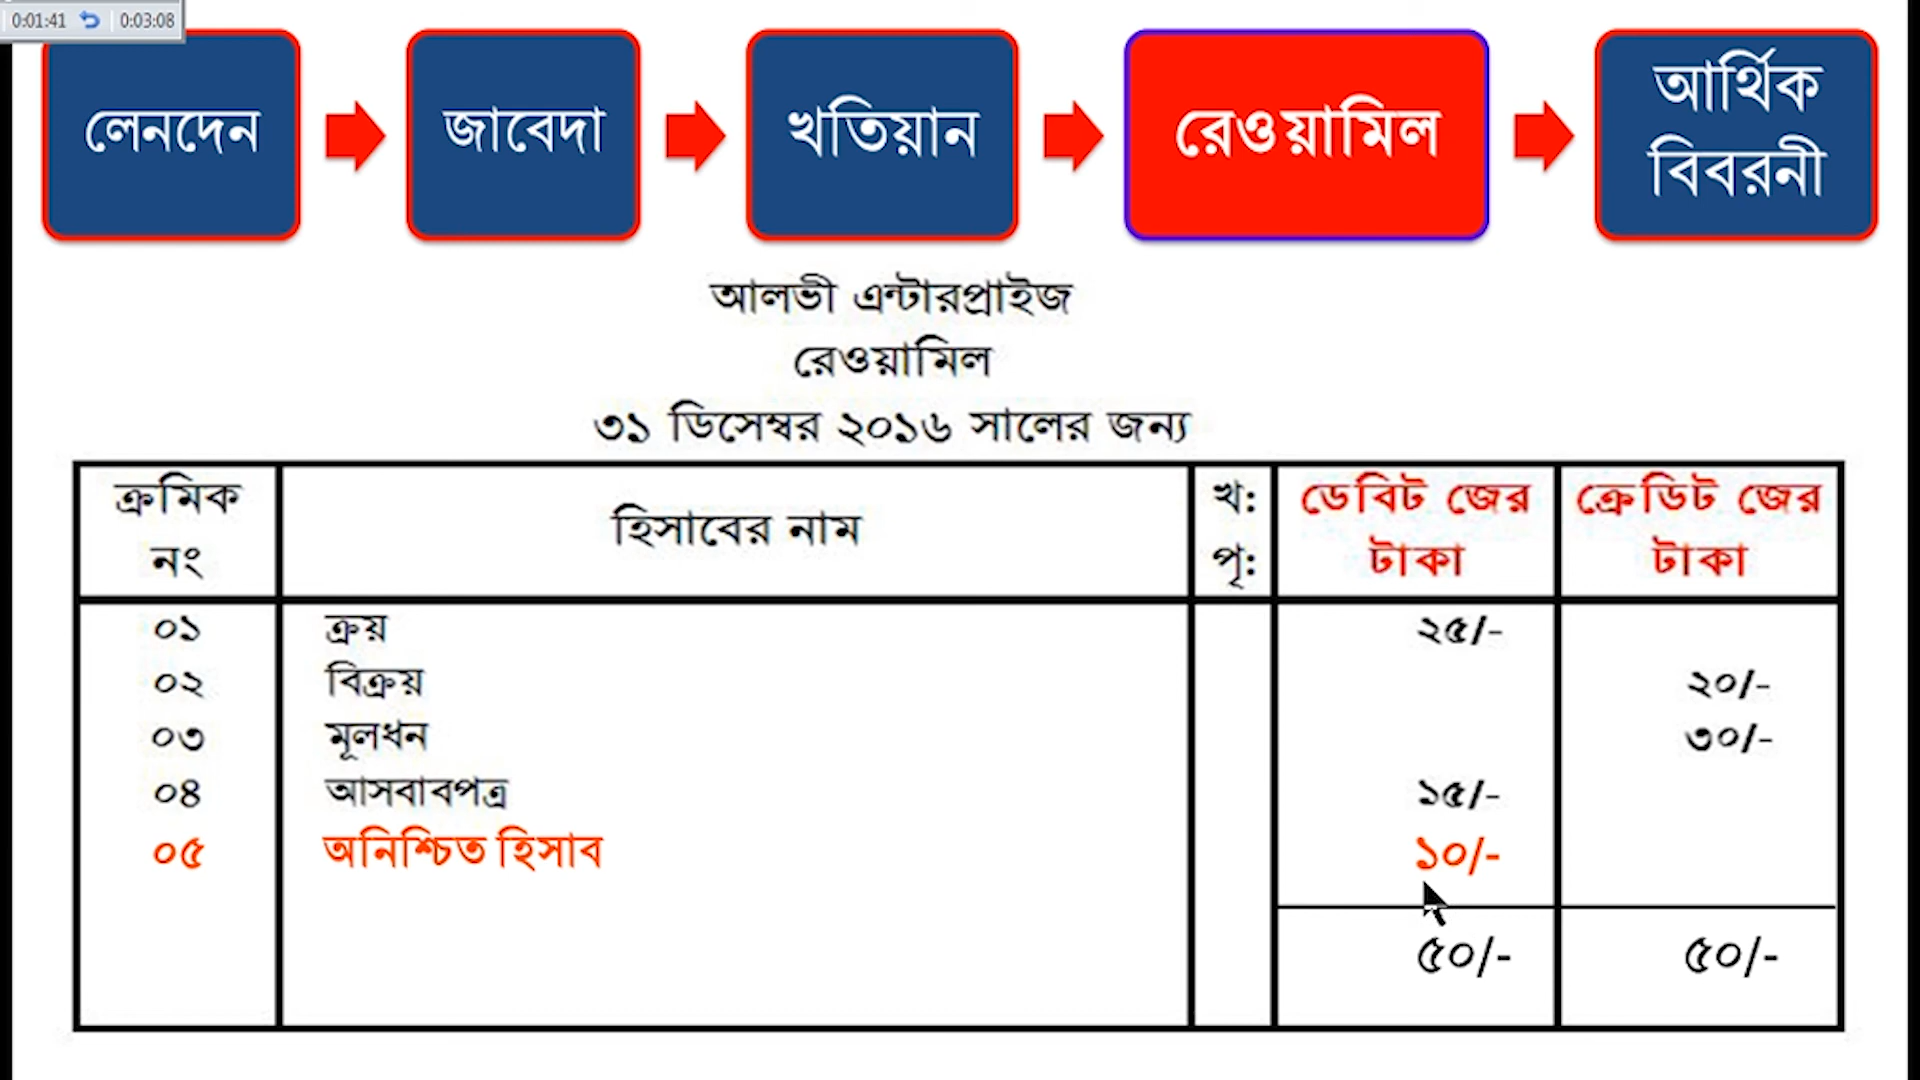 0:01:41 0:03:08
লেনদেন
জাবেদা
খতিয়ান
রেওয়ামিল
আর্থিক
বিবরনী
আলভী এন্টারপ্রাইজ
রেওয়ামিল
৩১ ডিসেম্বর ২০১৬ সালের জন্য
ক্রমিক
নং
হিসাবের নাম
খ:
পৃ:
ডেবিট জের
টাকা
ক্রেডিট জের
টাকা
০১ ক্রয় ২৫/-
০২ বিক্রয় ২০/-
০৩ মূলধন ৩০/-
০৪ আসবাবপত্র ১৫/-
০৫ অনিশ্চিত হিসাব ১০/-
৫০/- ৫০/-